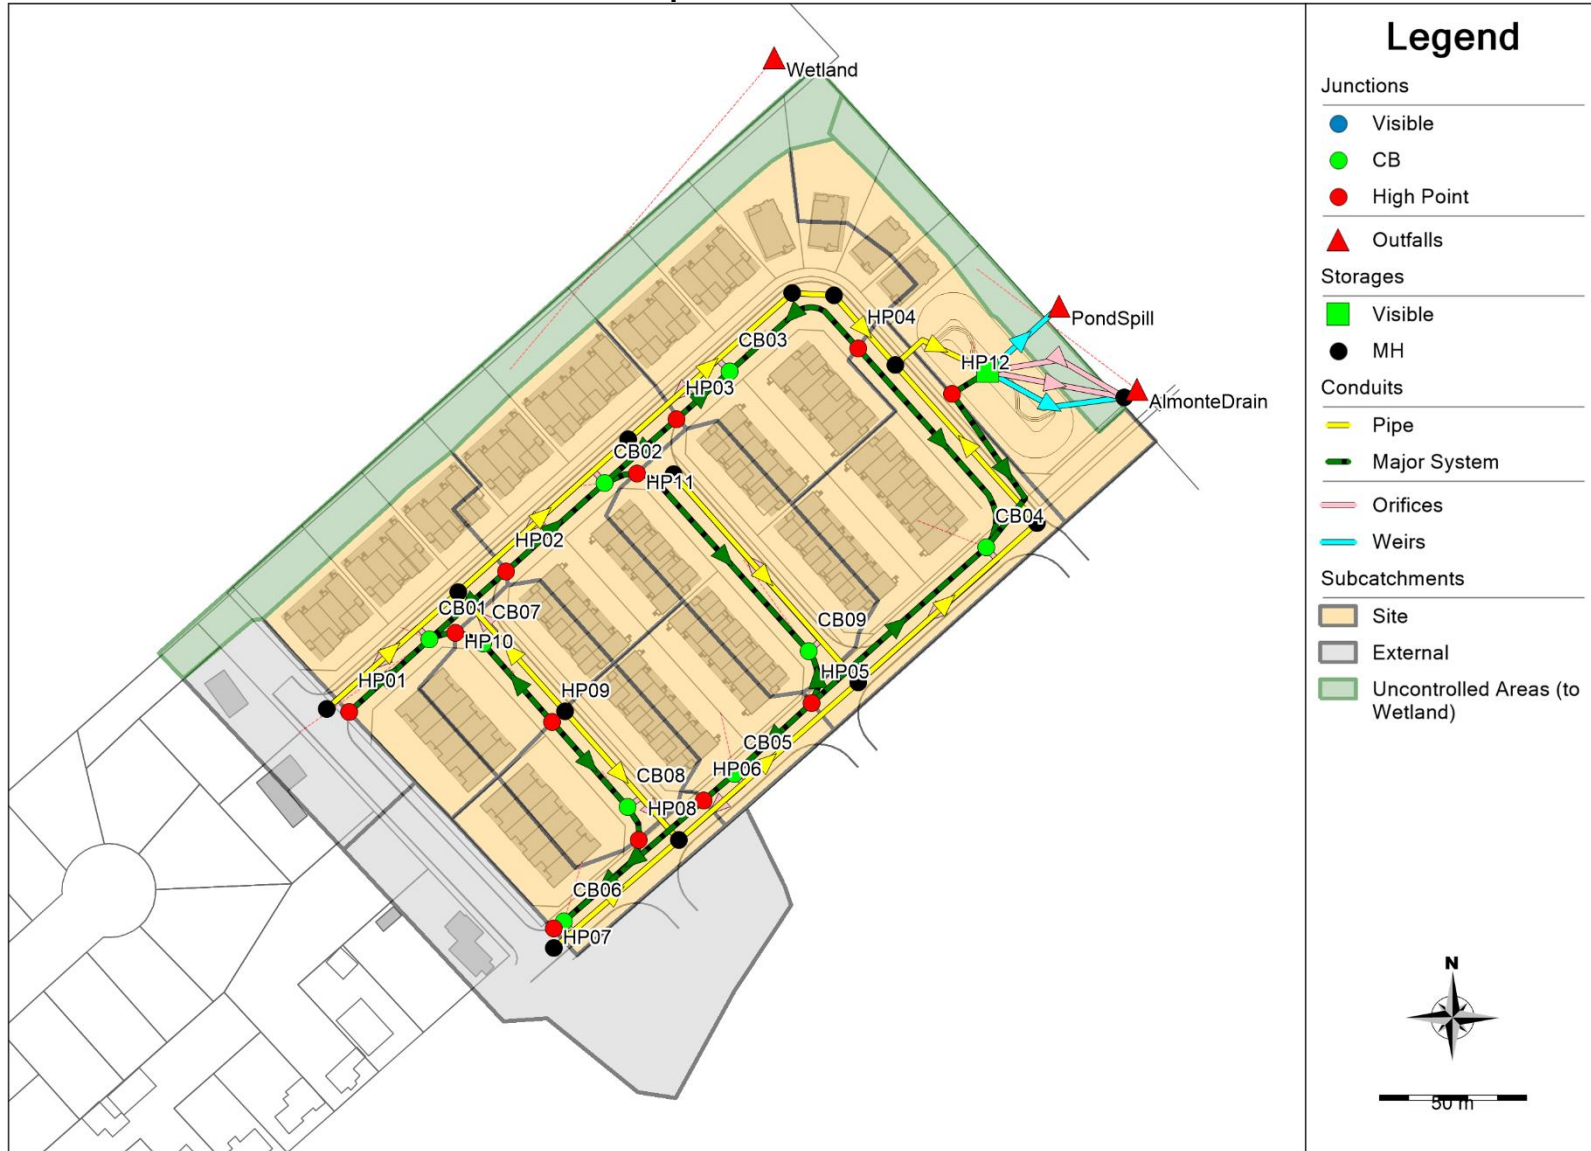 Wetland
PondSpill
AlmonteDrain
HP04
HP12
CB03
HP03
CB02
HP11
CB04
HP02
CB01
CB07
HP10
CB09
HP05
HP01
HP09
CB05
HP06
CB08
HP08
CB06
HP07
Legend
Junctions
Visible
CB
High Point
Outfalls
Storages
Visible
MH
Conduits
Pipe
Major System
Orifices
Weirs
Subcatchments
Site
External
Uncontrolled Areas (to
Wetland)
N
50 m